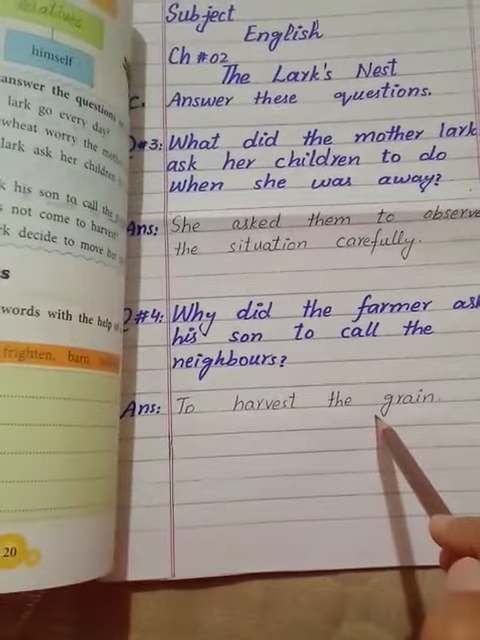 relatives
himself
answer the questions
lark go every day?
wheat worry the
lark ask her children
his son to call the
not come to harvest
decide to move her
words with the help
frighten, barn
20
Subject
English
Ch #02
The Lark's Nest
C. Answer these questions.
Q#3: What did the mother lark
ask her children to do
when she was away?
Ans: She asked them to observe
the situation carefully.
Q#4: Why did the farmer ask
his son to call the
neighbours?
Ans: To harvest the grain.